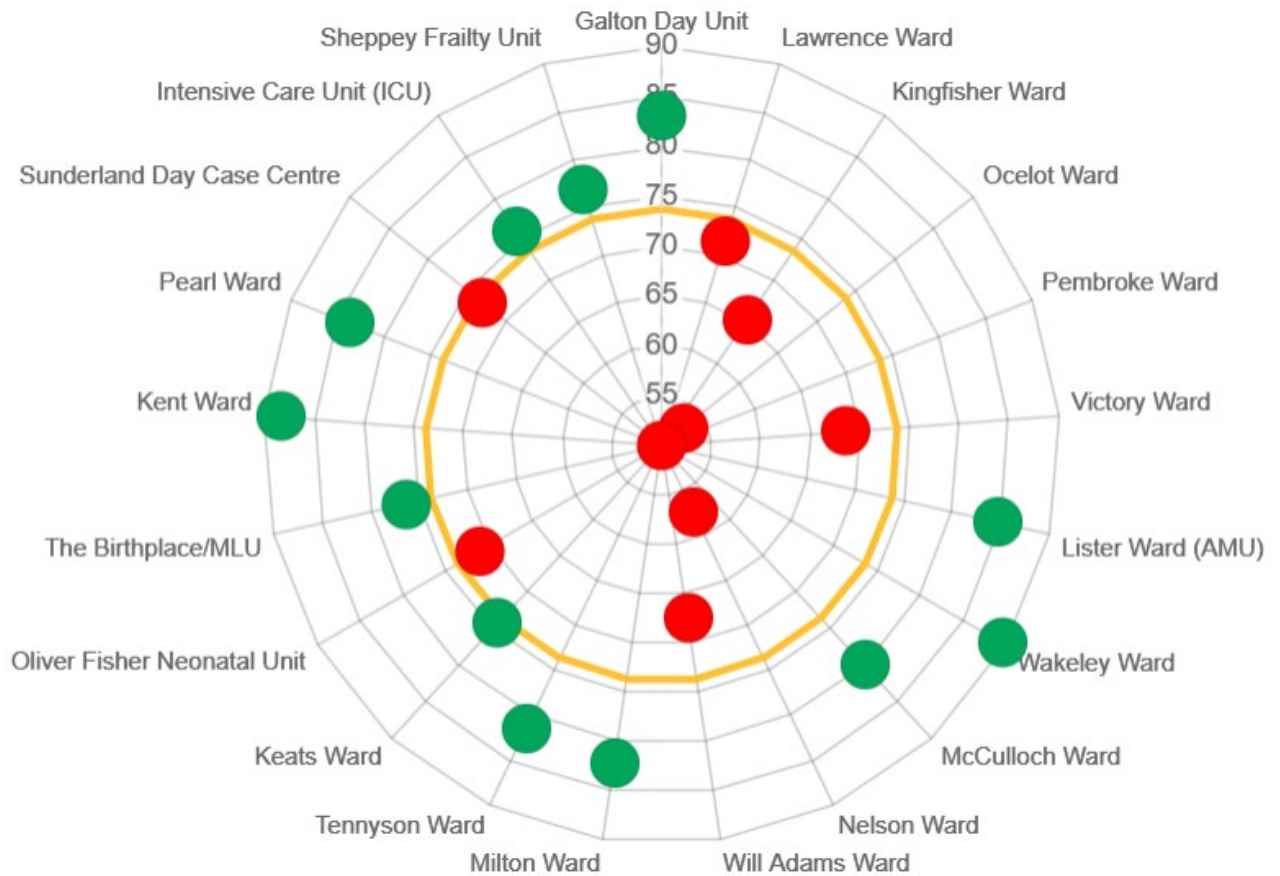 Galton Day Unit
Lawrence Ward
Kingfisher Ward
Ocelot Ward
Pembroke Ward
Victory Ward
Lister Ward (AMU)
Wakeley Ward
McCulloch Ward
Nelson Ward
Will Adams Ward
Milton Ward
Tennyson Ward
Keats Ward
Oliver Fisher Neonatal Unit
The Birthplace/MLU
Kent Ward
Pearl Ward
Sunderland Day Case Centre
Intensive Care Unit (ICU)
Sheppey Frailty Unit
90
85
80
75
70
65
60
55